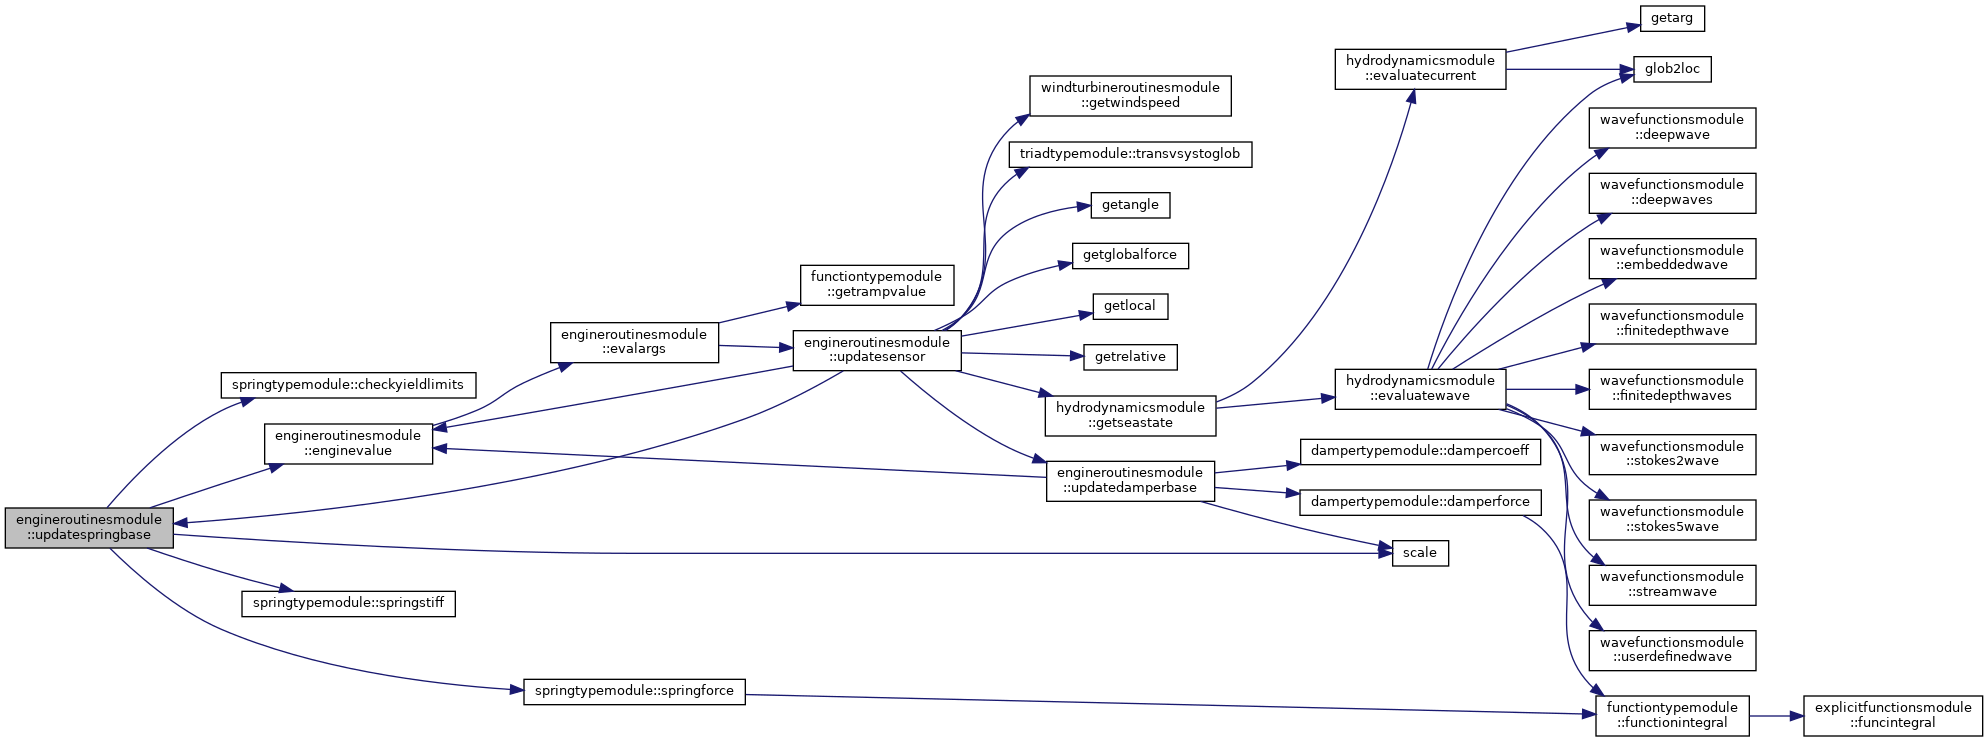 getarg
hydrodynamicsmodule
::evaluatecurrent
glob2loc
windturbineroutinesmodule
::getwindspeed
wavefunctionsmodule
::deepwave
triadtypemodule::transvsystoglob
wavefunctionsmodule
::deepwaves
getangle
wavefunctionsmodule
::embeddedwave
getglobalforce
functiontypemodule
::getrampvalue
getlocal
wavefunctionsmodule
::finitedepthwave
engineroutinesmodule
::evalargs
engineroutinesmodule
::updatesensor
getrelative
springtypemodule::checkyieldlimits
hydrodynamicsmodule
::evaluatewave
wavefunctionsmodule
::finitedepthwaves
hydrodynamicsmodule
::getseastate
engineroutinesmodule
::enginevalue
dampertypemodule::dampercoeff
wavefunctionsmodule
::stokes2wave
engineroutinesmodule
::updatedamperbase
dampertypemodule::damperforce
wavefunctionsmodule
::stokes5wave
engineroutinesmodule
::updatespringbase
scale
wavefunctionsmodule
::streamwave
springtypemodule::springstiff
wavefunctionsmodule
::userdefinedwave
springtypemodule::springforce
functiontypemodule
::functionintegral
explicitfunctionsmodule
::funcintegral